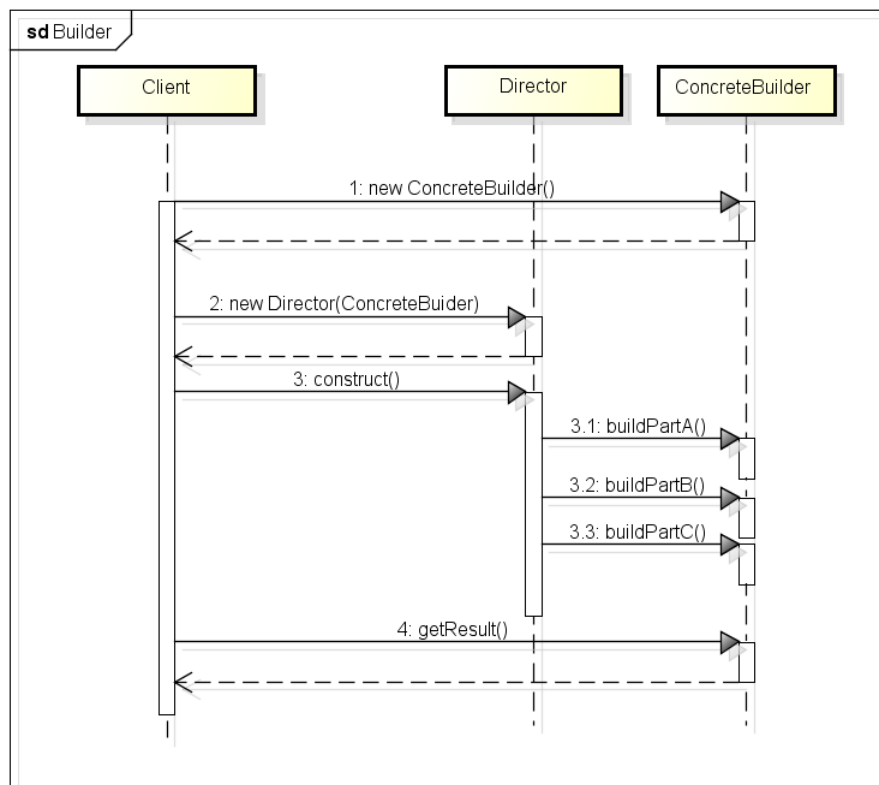 sd Builder
Client
Director
ConcreteBuilder
1: new ConcreteBuilder()
2: new Director(ConcreteBuider)
3: construct()
3.1: buildPartA()
3.2: buildPartB()
3.3: buildPartC()
4: getResult()